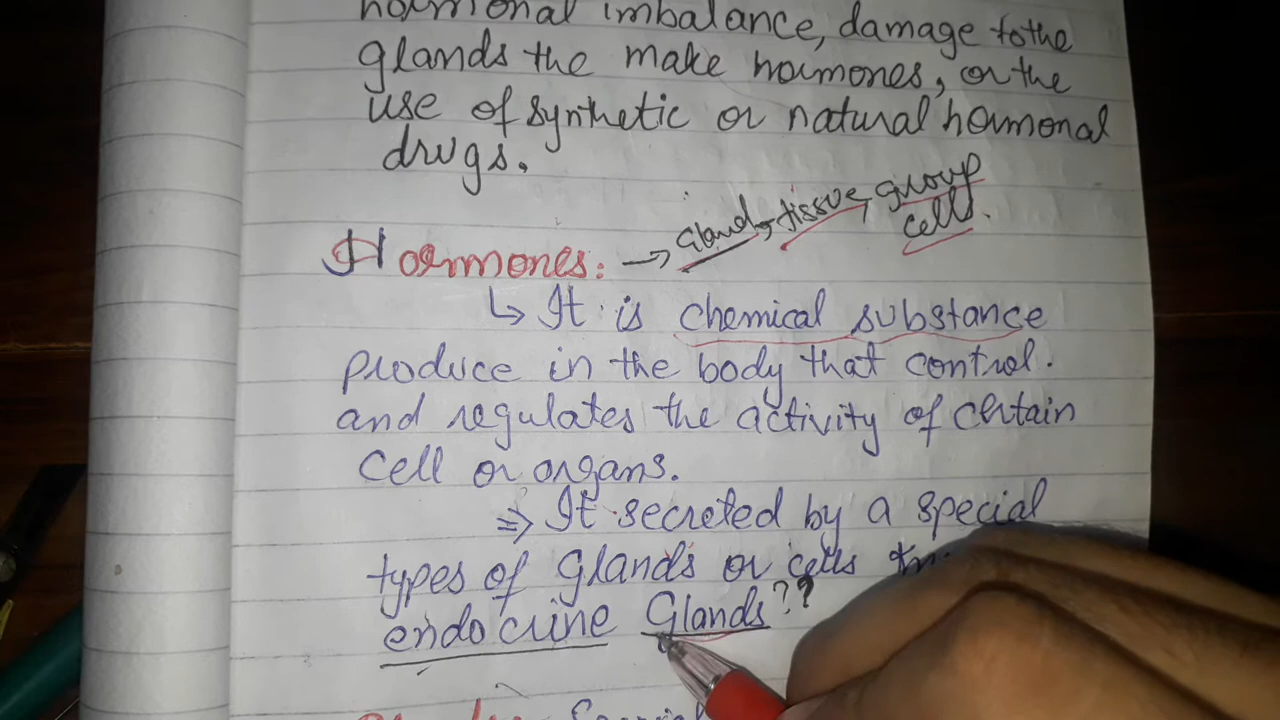 hormonal imbalance, damage to the
glands the make hormones, or the
use of synthetic or natural hormonal
drugs.
Hormones: → Gland, tissue, group
cells.
↳ It is chemical substance
produce in the body that control.
and regulates the activity of certain
cell or organs.
⇒ It secreted by a special
types of Glands or cells
endocrine Glands??